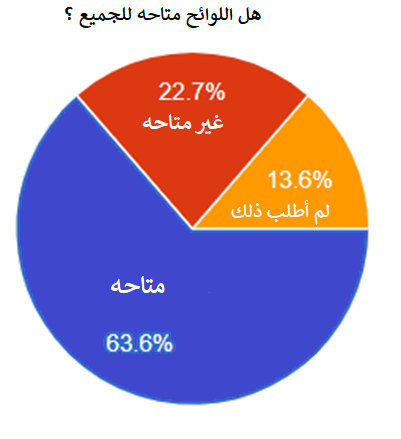 هل اللوائح متاحه للجميع ؟
22.7%
غير متاحه
13.6%
لم أطلب ذلك
متاحه
63.6%